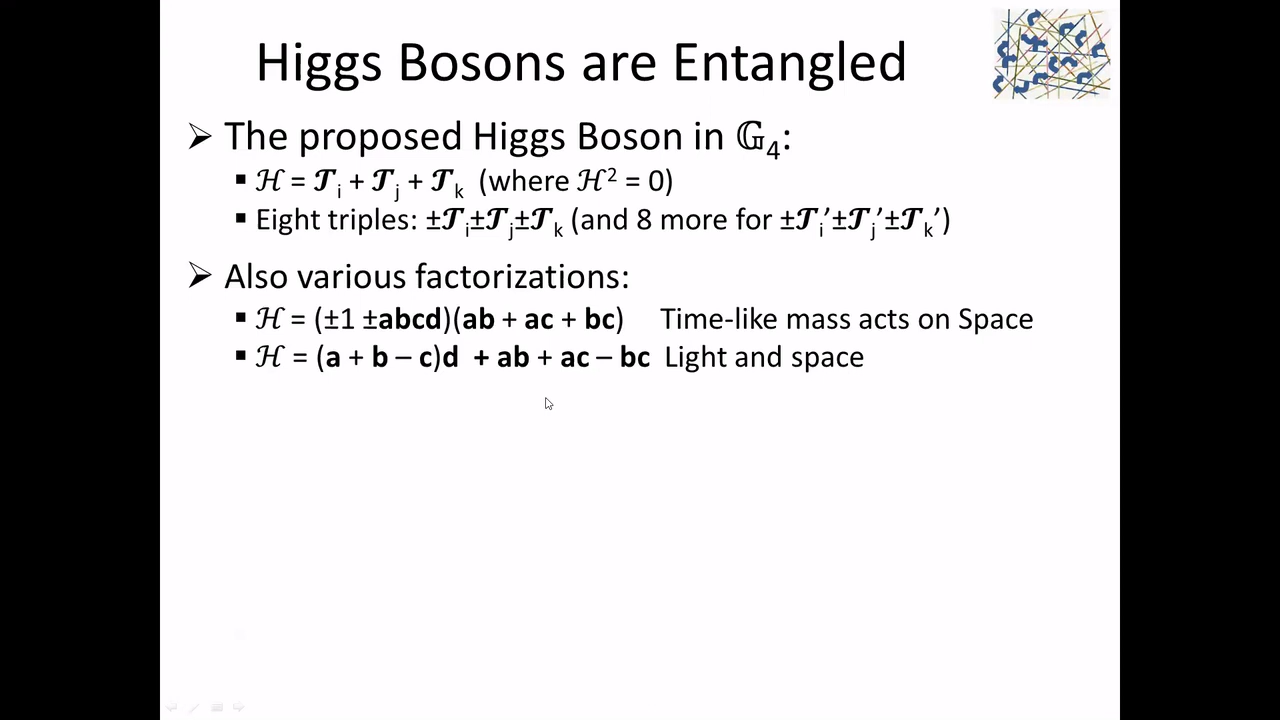 Higgs Bosons are Entangled
➢ The proposed Higgs Boson in 𝔾₄:
▪ ℋ = 𝓣ᵢ + 𝓣ⱼ + 𝓣ₖ (where ℋ² = 0)
▪ Eight triples: ±𝓣ᵢ±𝓣ⱼ±𝓣ₖ (and 8 more for ±𝓣ᵢ’±𝓣ⱼ’±𝓣ₖ’)
➢ Also various factorizations:
▪ ℋ = (±1 ±abcd)(ab + ac + bc) Time-like mass acts on Space
▪ ℋ = (a + b – c)d + ab + ac – bc Light and space